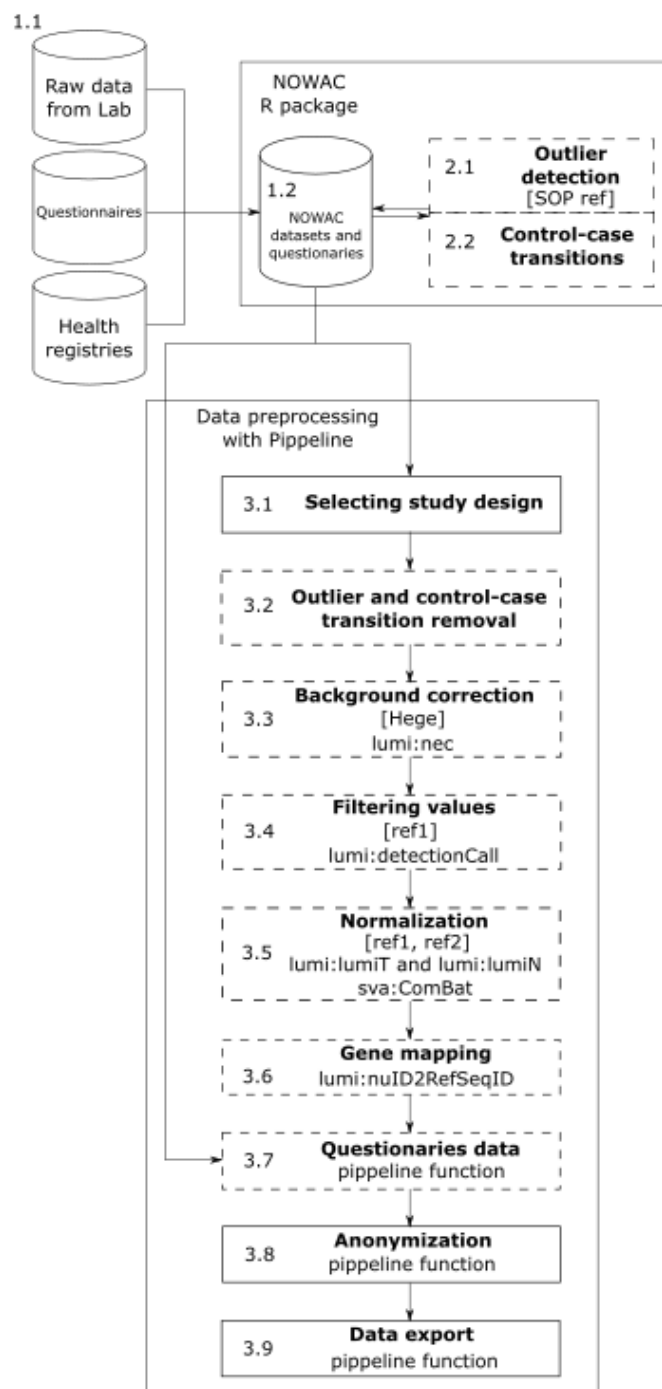 1.1
Raw data
from Lab
Questionnaires
Health
registries
NOWAC
R package
1.2
NOWAC
datasets and
questionaries
2.1
Outlier
detection
[SOP ref]
2.2
Control-case
transitions
Data preprocessing
with Pippeline
3.1
Selecting study design
3.2
Outlier and control-case
transition removal
3.3
Background correction
[Hege]
lumi:nec
3.4
Filtering values
[ref1]
lumi:detectionCall
3.5
Normalization
[ref1, ref2]
lumi:lumiT and lumi:lumiN
sva:ComBat
3.6
Gene mapping
lumi:nuID2RefSeqID
3.7
Questionaries data
pippeline function
3.8
Anonymization
pippeline function
3.9
Data export
pippeline function